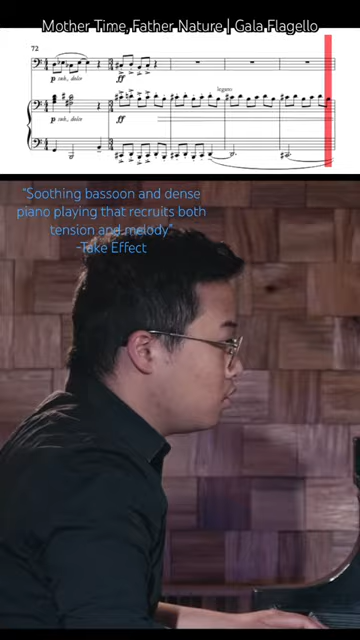 Mother Time, Father Nature | Gala Flagello
72
p sub. dolce
ff
legato
p sub. dolce
ff
"Soothing bassoon and dense
piano playing that recruits both
tension and melody"
-Take Effect